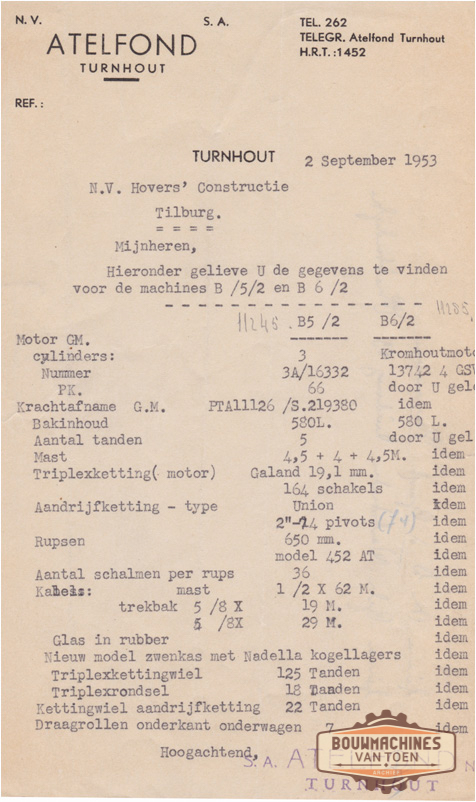 N. V. S. A. TEL. 262
ATELFOND TELEGR. Atelfond Turnhout
TURNHOUT H.R.T. :1452
REF. :
TURNHOUT 2 September 1953
N.V. Hovers' Constructie
Tilburg.
= = = =
Mijnheren,
Hieronder gelieve U de gegevens te vinden
voor de machines B /5/2 en B 6 /2
11245 . B5 /2 B6/2 11285
Motor GM.
cylinders: 3 Kromhoutmoto
Nummer 3A/16332 13742 4 GSV
PK. 66 door U gele
Krachtafname G.M. PTA11126 /S.219380 idem
Bakinhoud 580L. 580 L.
Aantal tanden 5 door U gel
Mast 4,5 + 4 + 4,5M. idem
Triplexketting( motor) Galand 19,1 mm. idem
164 schakels idem
Aandrijfketting - type Union idem
2"-74 pivots (74) idem
Rupsen 650 mm. idem
model 452 AT idem
Aantal schalmen per rups 36 idem
Kabels: mast 1 /2 X 62 M. idem
trekbak 5 /8 X 19 M. idem
5 /8X 29 M. idem
Glas in rubber idem
Nieuw model zwenkas met Nadella kogellagers idem
Triplexkettingwiel 125 Tanden idem
Triplexrondsel 18 Tanden idem
Kettingwiel aandrijfketting 22 Tanden idem
Draagrollen onderkant onderwagen 7 idem
Hoogachtend,
S. A. N
TURNHOUT
BOUWMACHINES
VAN TOEN
ARCHIEF